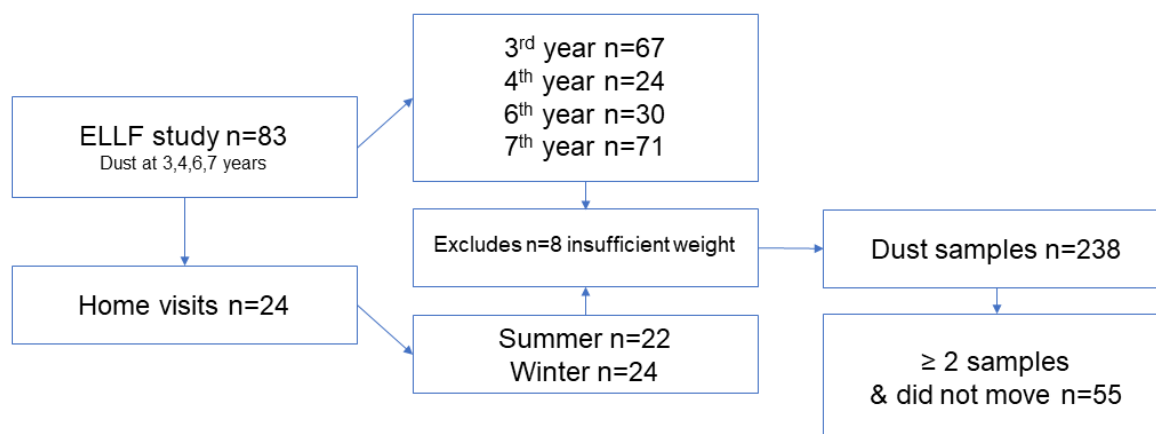 ELLF study n=83
Dust at 3,4,6,7 years
3rd year n=67
4th year n=24
6th year n=30
7th year n=71
Excludes n=8 insufficient weight
Dust samples n=238
Home visits n=24
Summer n=22
Winter n=24
≥ 2 samples
& did not move n=55